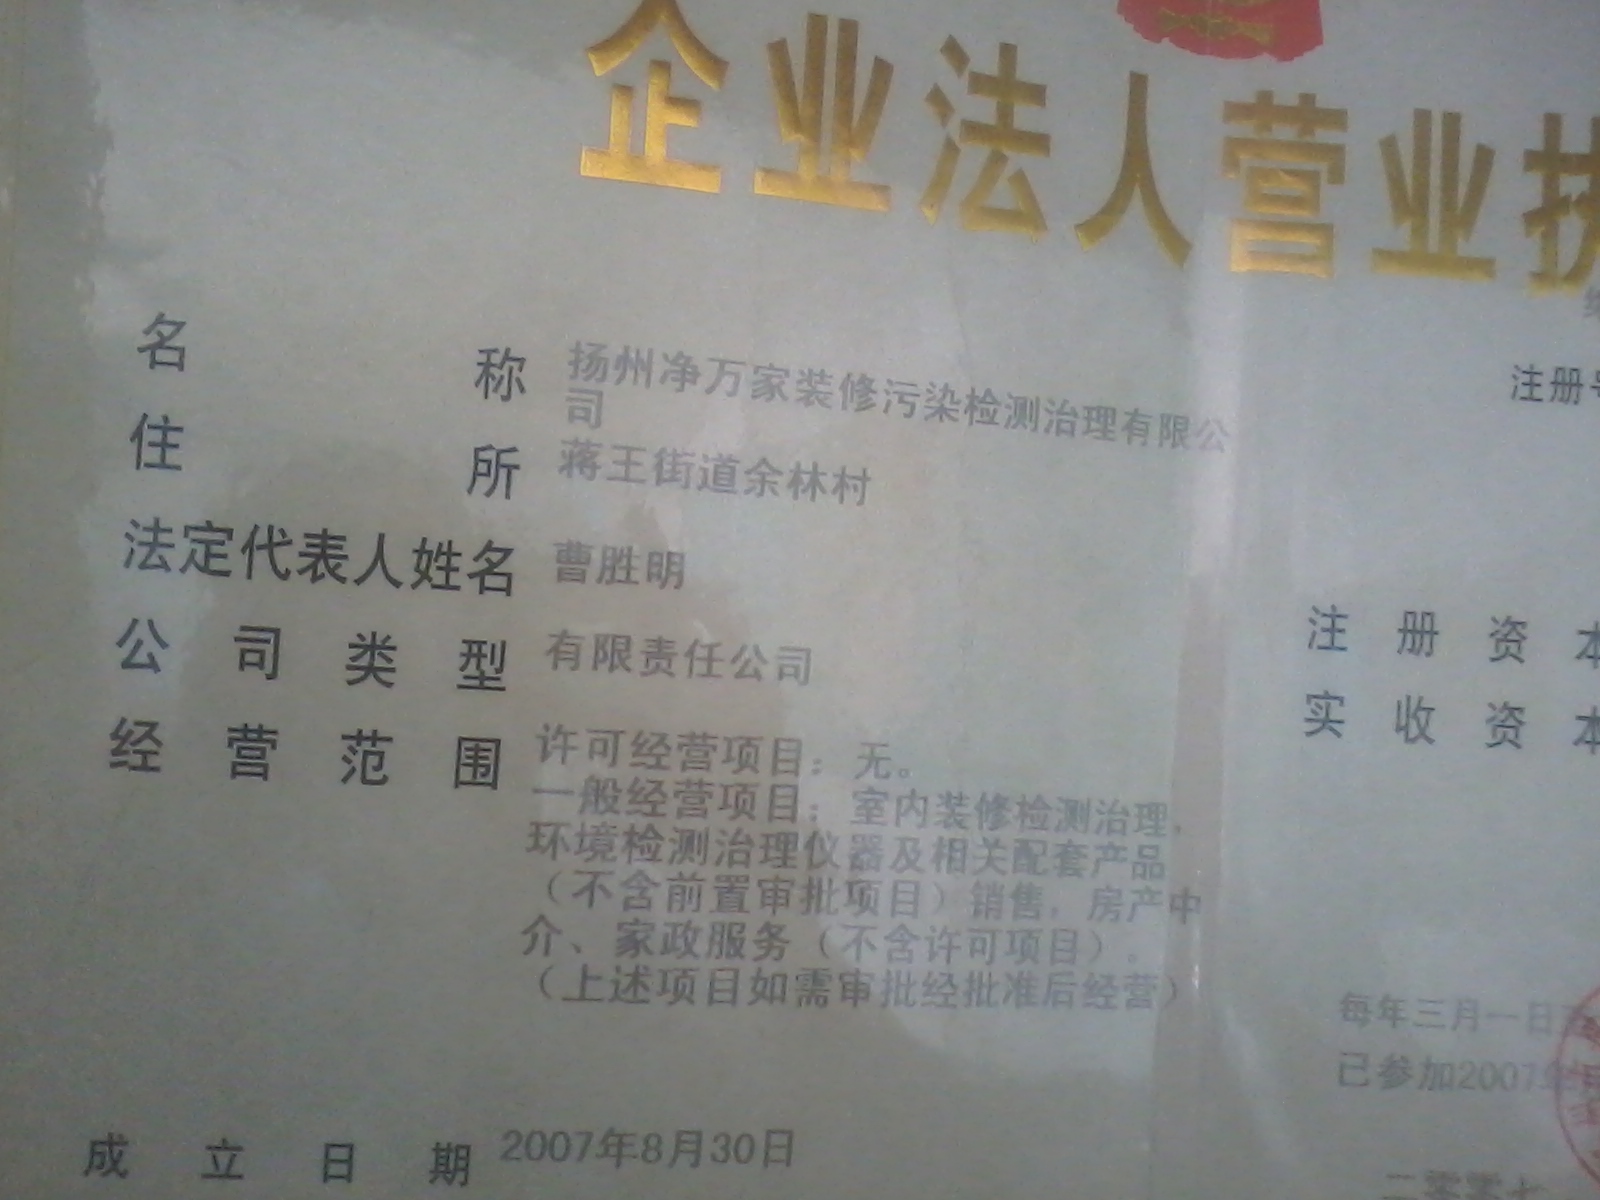 企业法人营业执
注册号
名称 扬州净万家装修污染检测治理有限公
司
住所 蒋王街道余林村
法定代表人姓名 曹胜明
公司类型 有限责任公司
注册资本
实收资本
经营范围 许可经营项目：无。
一般经营项目：室内装修检测治理，
环境检测治理仪器及相关配套产品
（不含前置审批项目）销售，房产中
介、家政服务（不含许可项目）。
（上述项目如需审批经批准后经营）
每年三月一日
已参加2007年
成立日期 2007年8月30日
二零零七